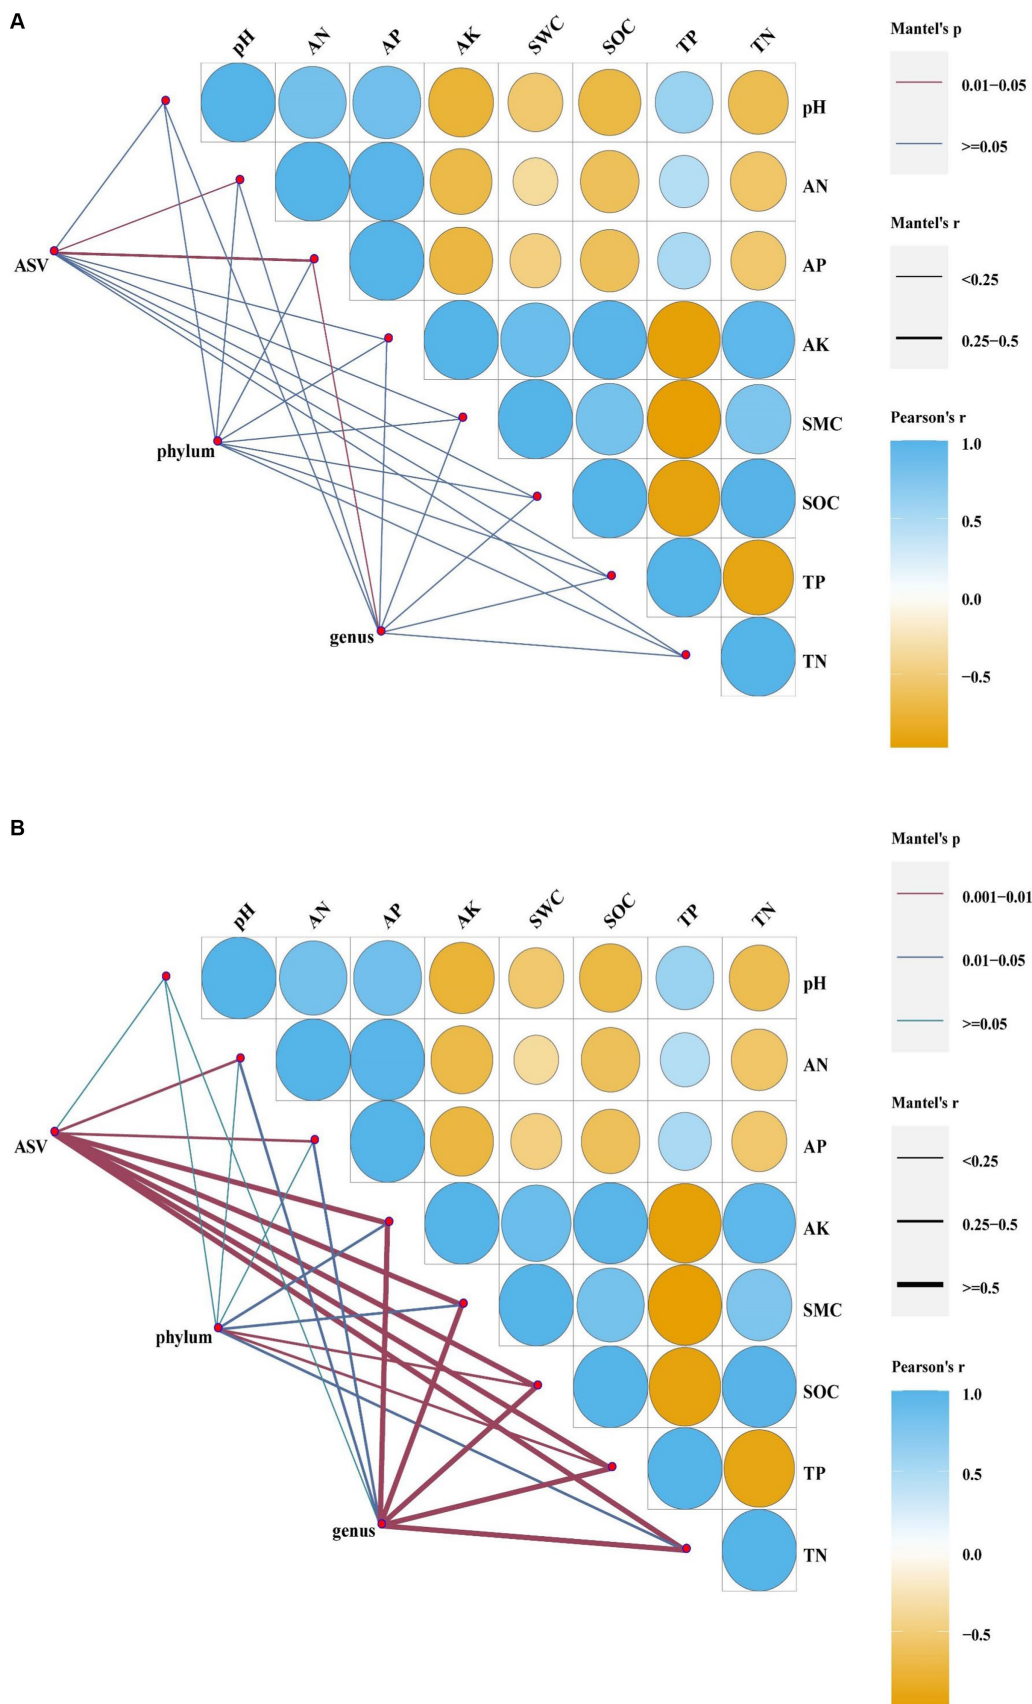 A
pH AN AP AK SWC SOC TP TN
pH
AN
AP
AK
SMC
SOC
TP
TN
ASV
phylum
genus
Mantel's p
0.01−0.05
>=0.05
Mantel's r
<0.25
0.25−0.5
Pearson's r
1.0
0.5
0.0
−0.5
B
pH AN AP AK SWC SOC TP TN
pH
AN
AP
AK
SMC
SOC
TP
TN
ASV
phylum
genus
Mantel's p
0.001−0.01
0.01−0.05
>=0.05
Mantel's r
<0.25
0.25−0.5
>=0.5
Pearson's r
1.0
0.5
0.0
−0.5